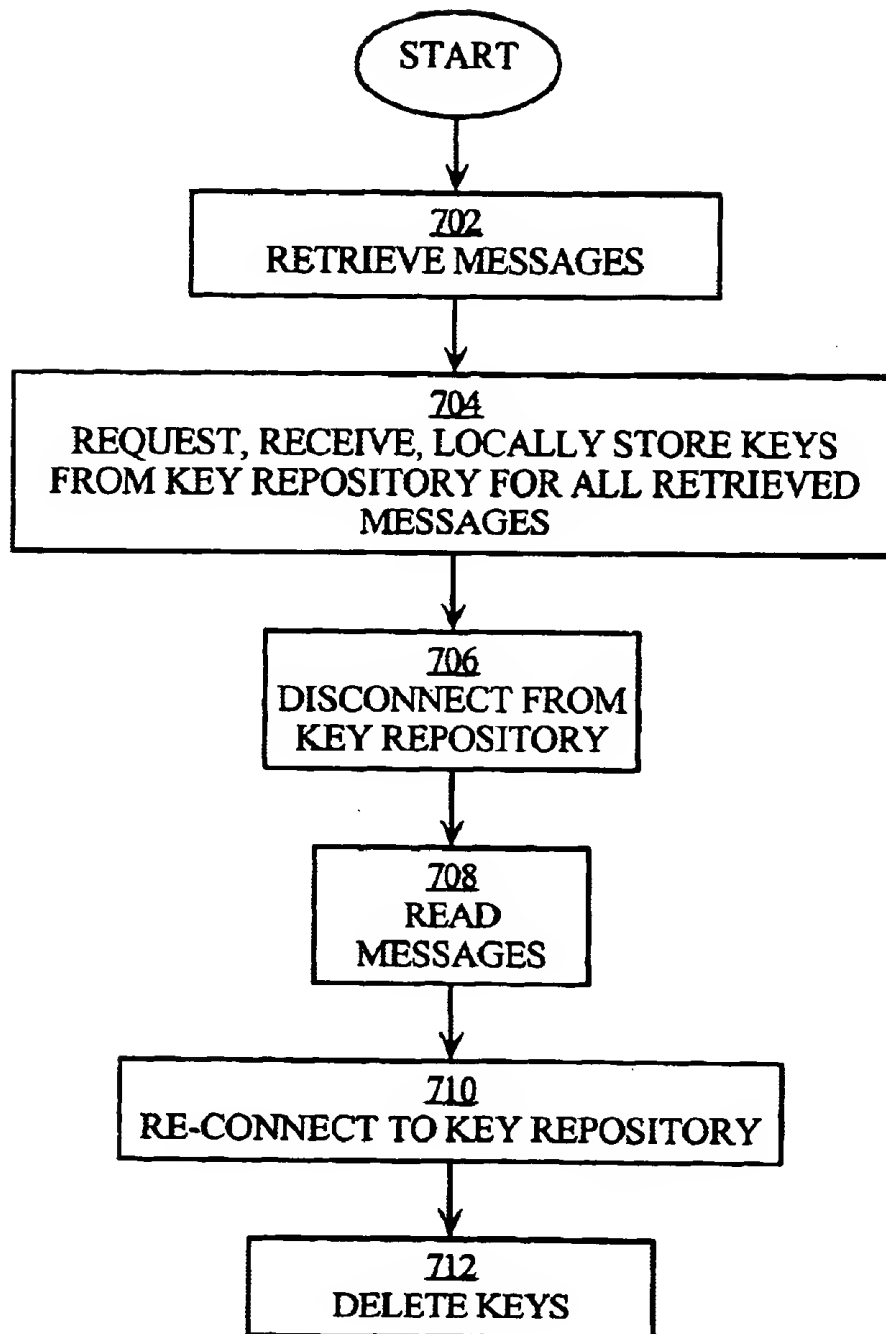 START
702
RETRIEVE MESSAGES
704
REQUEST, RECEIVE, LOCALLY STORE KEYS
FROM KEY REPOSITORY FOR ALL RETRIEVED
MESSAGES
706
DISCONNECT FROM
KEY REPOSITORY
708
READ
MESSAGES
710
RE-CONNECT TO KEY REPOSITORY
712
DELETE KEYS